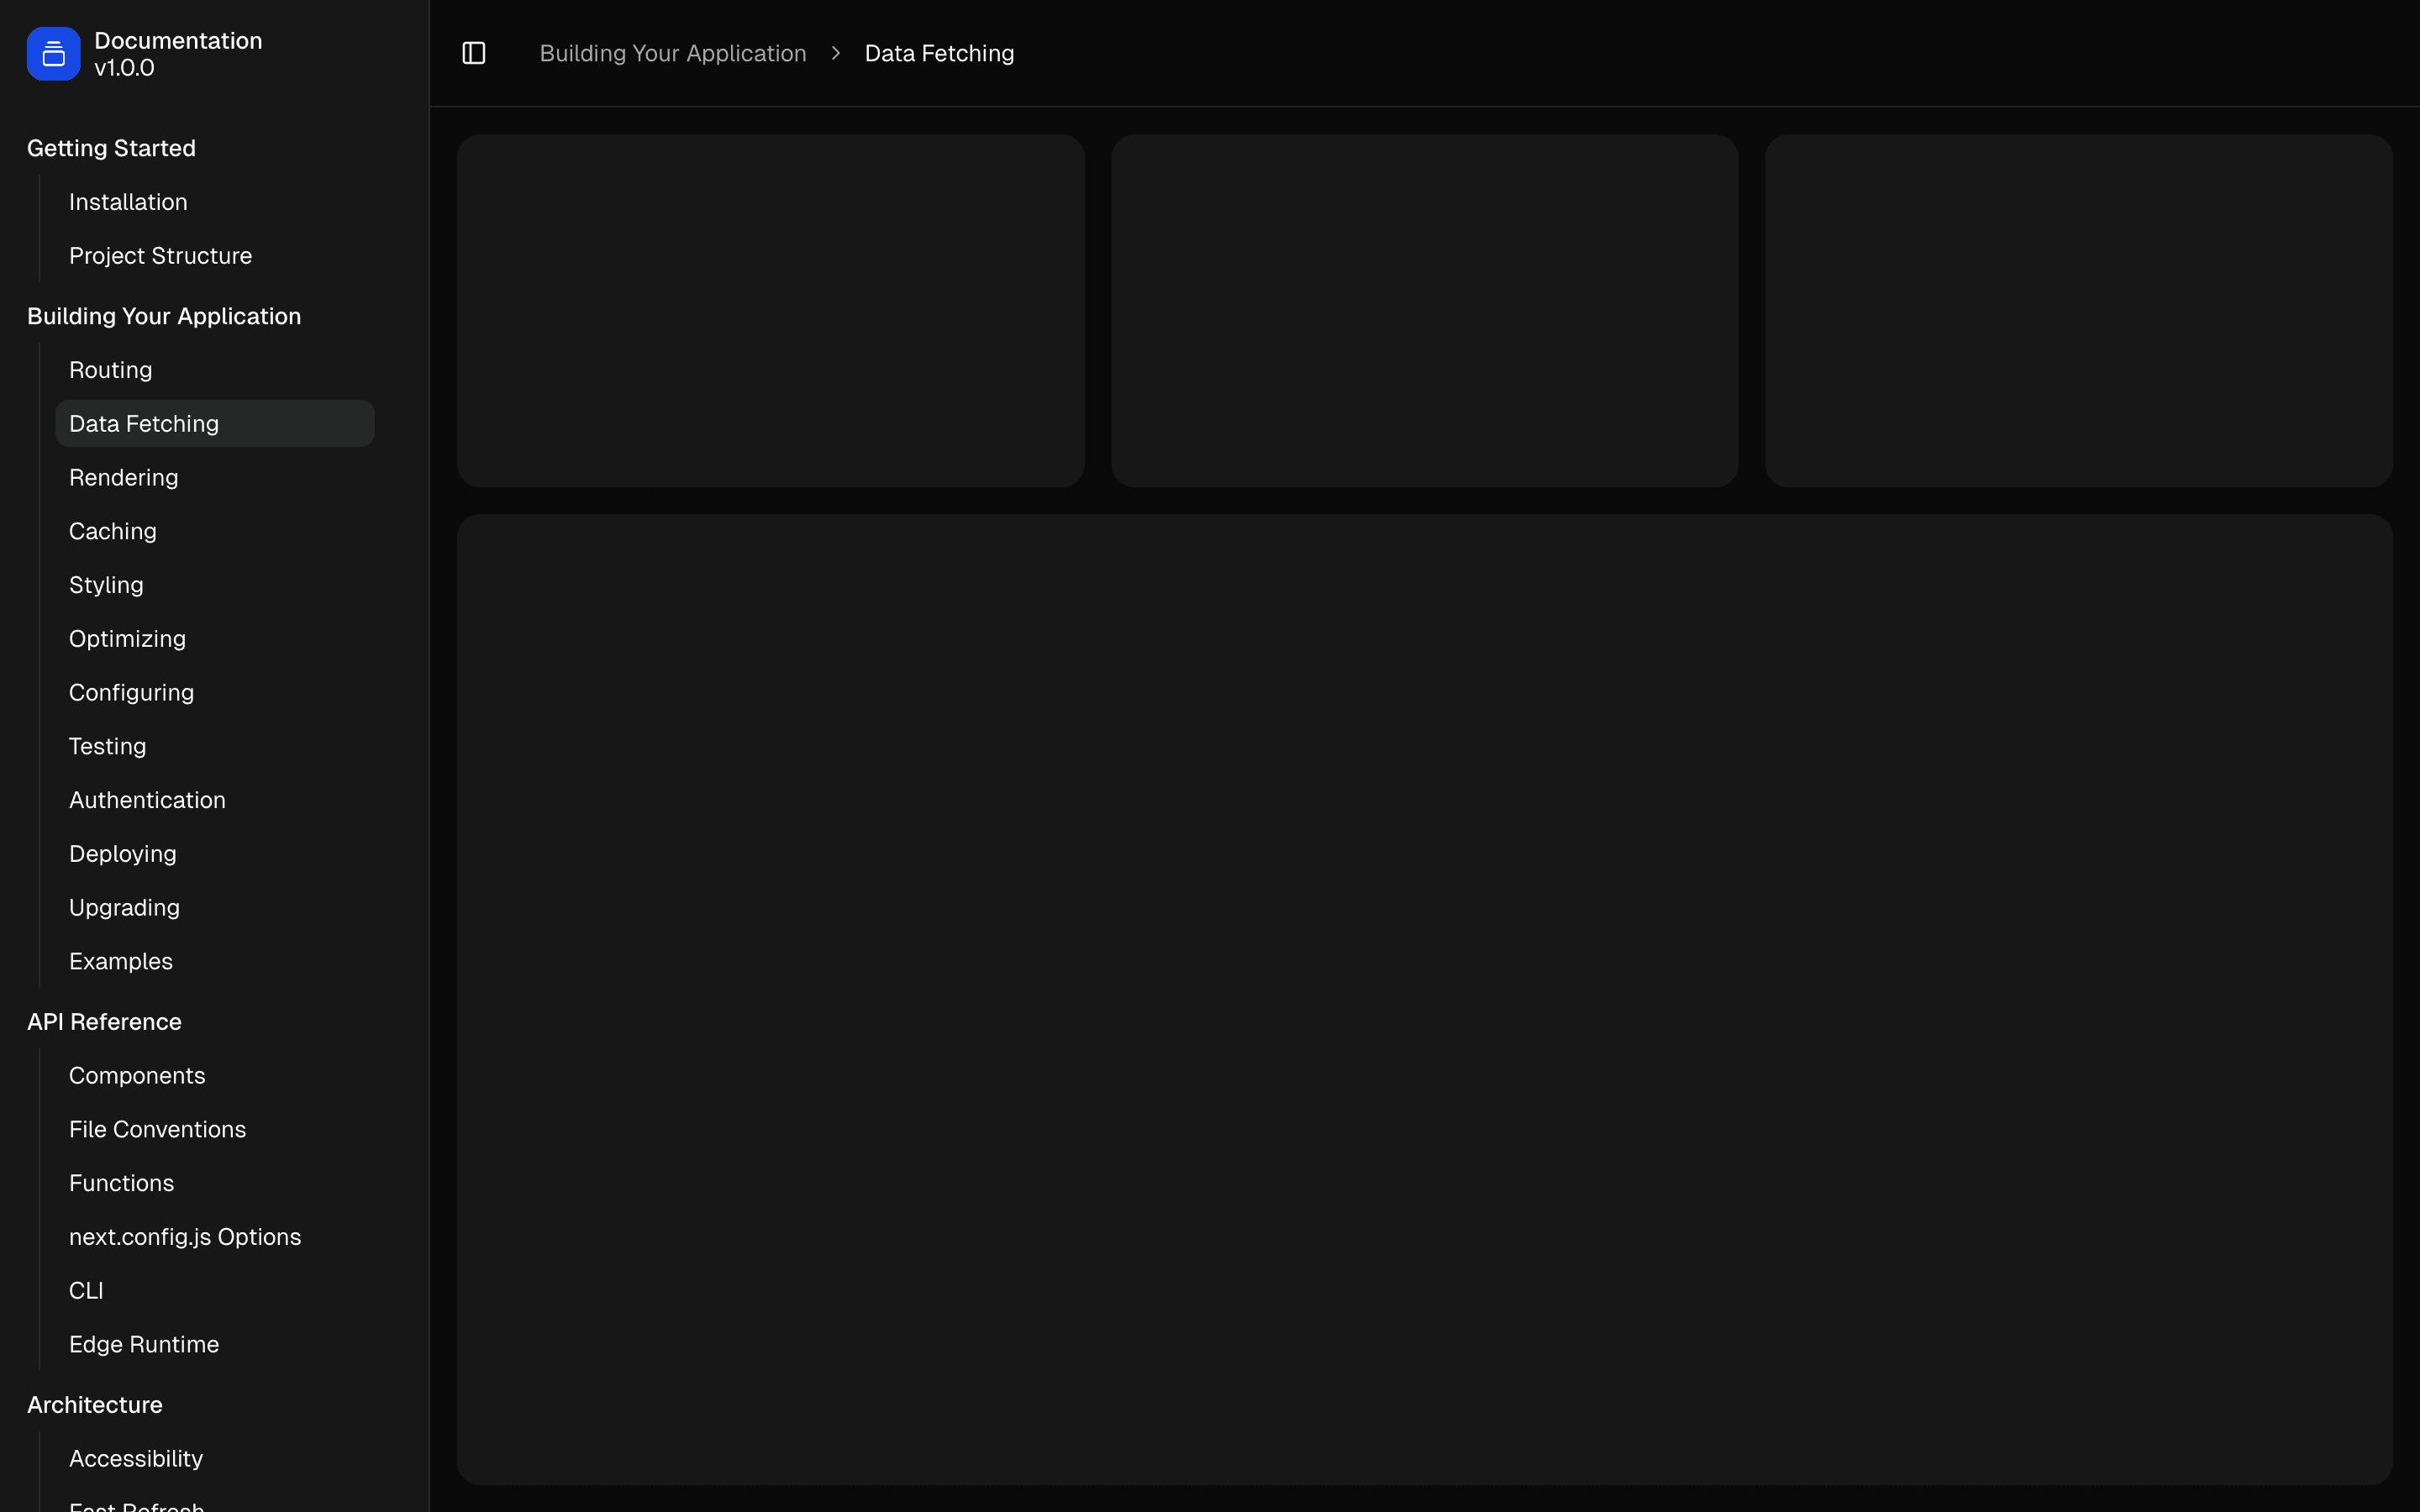 Documentation
v1.0.0
Getting Started
Installation
Project Structure
Building Your Application
Routing
Data Fetching
Rendering
Caching
Styling
Optimizing
Configuring
Testing
Authentication
Deploying
Upgrading
Examples
API Reference
Components
File Conventions
Functions
next.config.js Options
CLI
Edge Runtime
Architecture
Accessibility
Fast Refresh
Building Your Application > Data Fetching